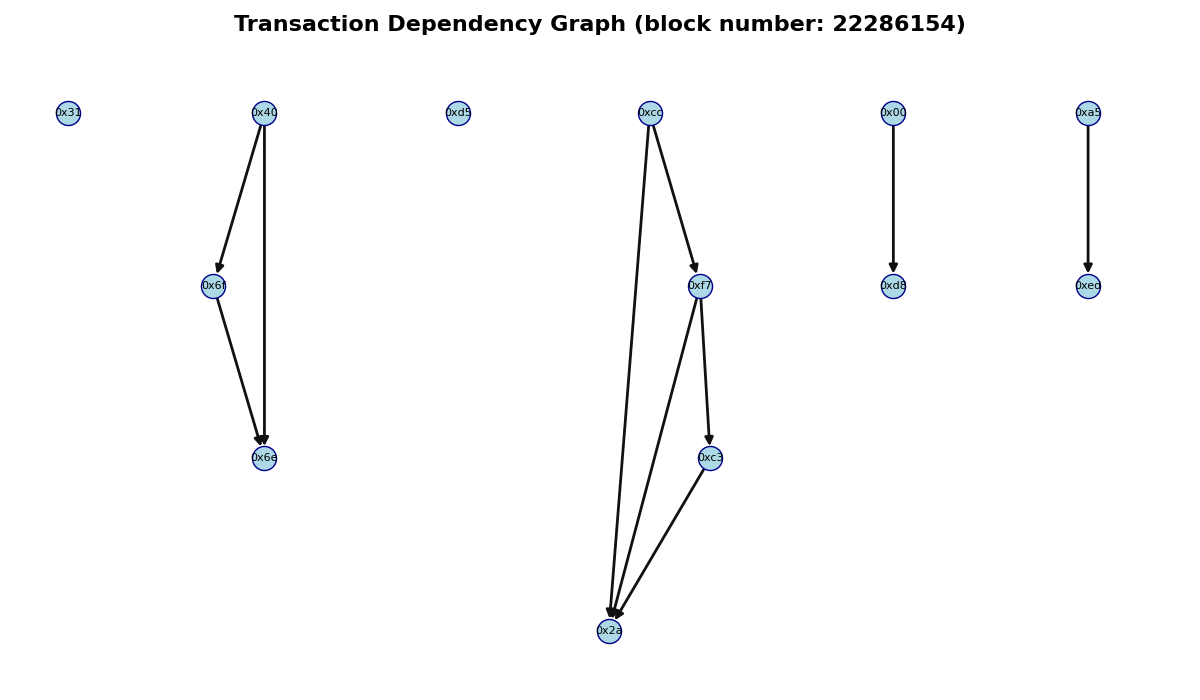 Transaction Dependency Graph (block number: 22286154)
0x31
0x40
0xd5
0xcc
0x00
0xa5
0x6f
0xf7
0xd8
0xed
0x6e
0xc3
0x2a